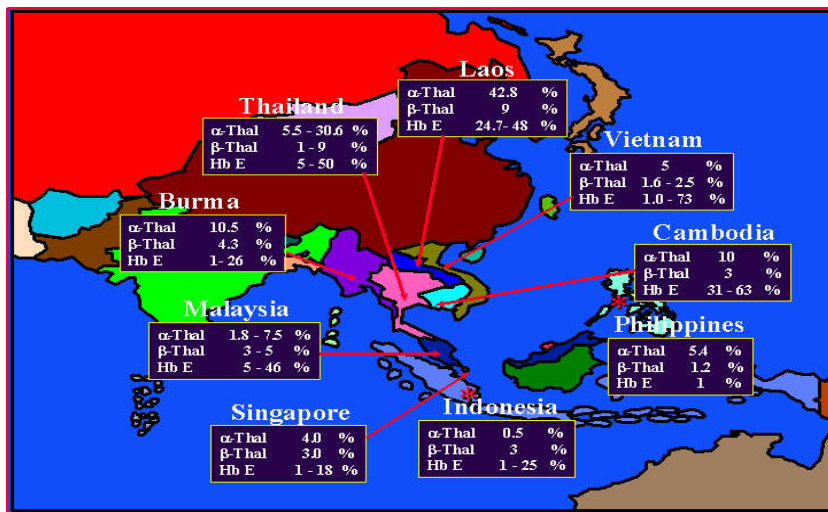 Laos
α-Thal 42.8 %
β-Thal 9 %
Hb E 24.7- 48 %
Thailand
α-Thal 5.5 - 30.6 %
β-Thal 1 - 9 %
Hb E 5 - 50 %
Vietnam
α-Thal 5 %
β-Thal 1.6 - 2.5 %
Hb E 1.0 - 73 %
Burma
α-Thal 10.5 %
β-Thal 4.3 %
Hb E 1- 26 %
Cambodia
α-Thal 10 %
β-Thal 3 %
Hb E 31 - 63 %
Malaysia
α-Thal 1.8 - 7.5 %
β-Thal 3 - 5 %
Hb E 5 - 46 %
Philippines
α-Thal 5.4 %
β-Thal 1.2 %
Hb E 1 %
Singapore
α-Thal 4.0 %
β-Thal 3.0 %
Hb E 1 - 18 %
Indonesia
α-Thal 0.5 %
β-Thal 3 %
Hb E 1 - 25 %